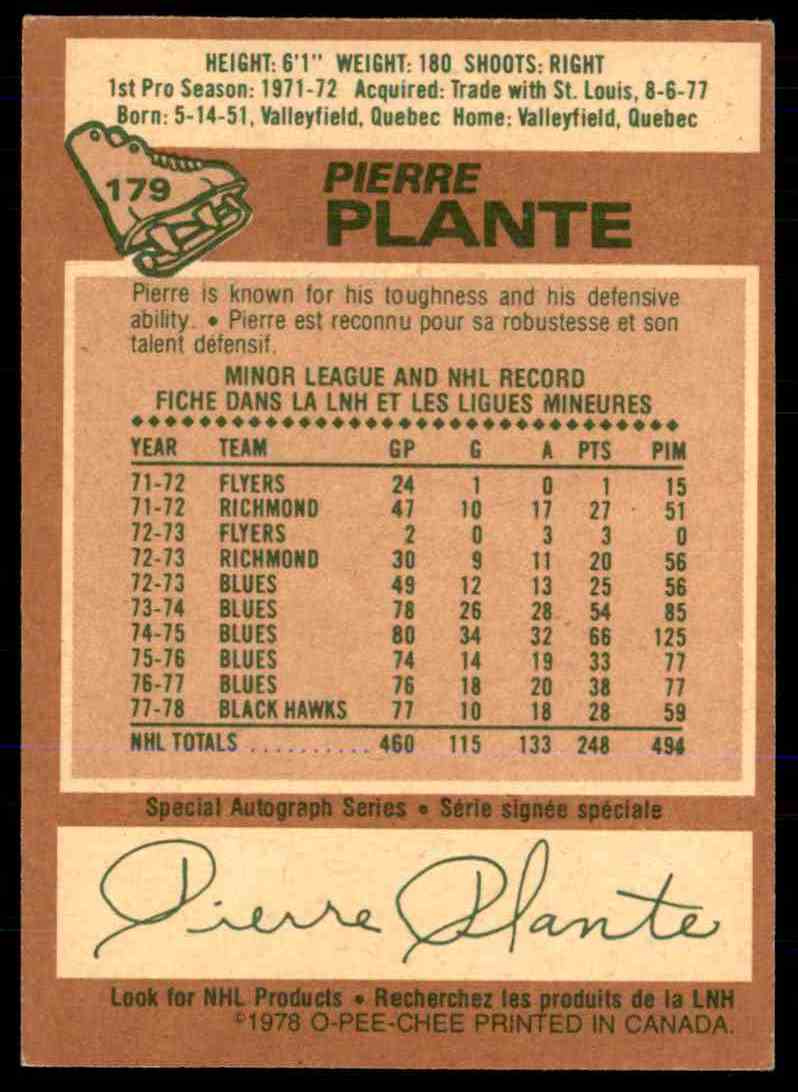 HEIGHT: 6'1" WEIGHT: 180 SHOOTS: RIGHT
1st Pro Season: 1971-72 Acquired: Trade with St. Louis, 8-6-77
Born: 5-14-51, Valleyfield, Quebec Home: Valleyfield, Quebec
179
PIERRE
PLANTE
Pierre is known for his toughness and his defensive
ability. • Pierre est reconnu pour sa robustesse et son
talent défensif.
MINOR LEAGUE AND NHL RECORD
FICHE DANS LA LNH ET LES LIGUES MINEURES
YEAR TEAM GP G A PTS PIM
71-72 FLYERS 24 1 0 1 15
71-72 RICHMOND 47 10 17 27 51
72-73 FLYERS 2 0 3 3 0
72-73 RICHMOND 30 9 11 20 56
72-73 BLUES 49 12 13 25 56
73-74 BLUES 78 26 28 54 85
74-75 BLUES 80 34 32 66 125
75-76 BLUES 74 14 19 33 77
76-77 BLUES 76 18 20 38 77
77-78 BLACK HAWKS 77 10 18 28 59
NHL TOTALS .......... 460 115 133 248 494
Special Autograph Series • Série signée spéciale
Pierre Plante
Look for NHL Products • Recherchez les produits de la LNH
©1978 O-PEE-CHEE PRINTED IN CANADA.